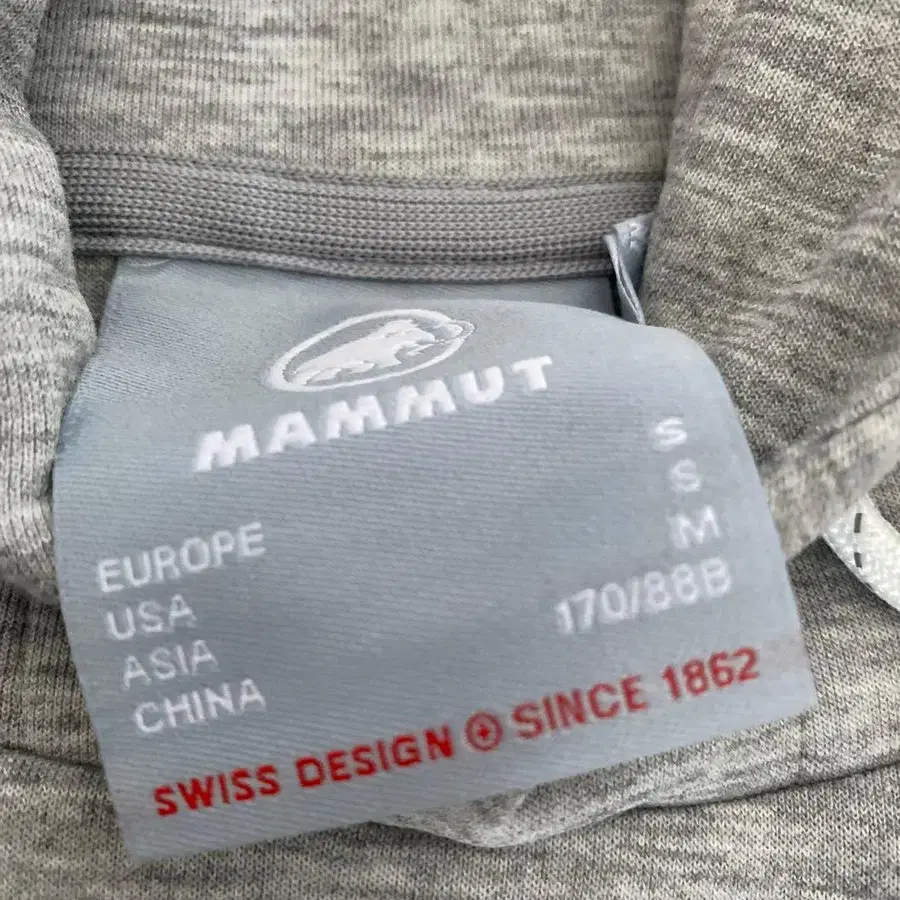 MAMMUT
EUROPE S
USA S
ASIA M
CHINA 170/88B
SWISS DESIGN SINCE 1862